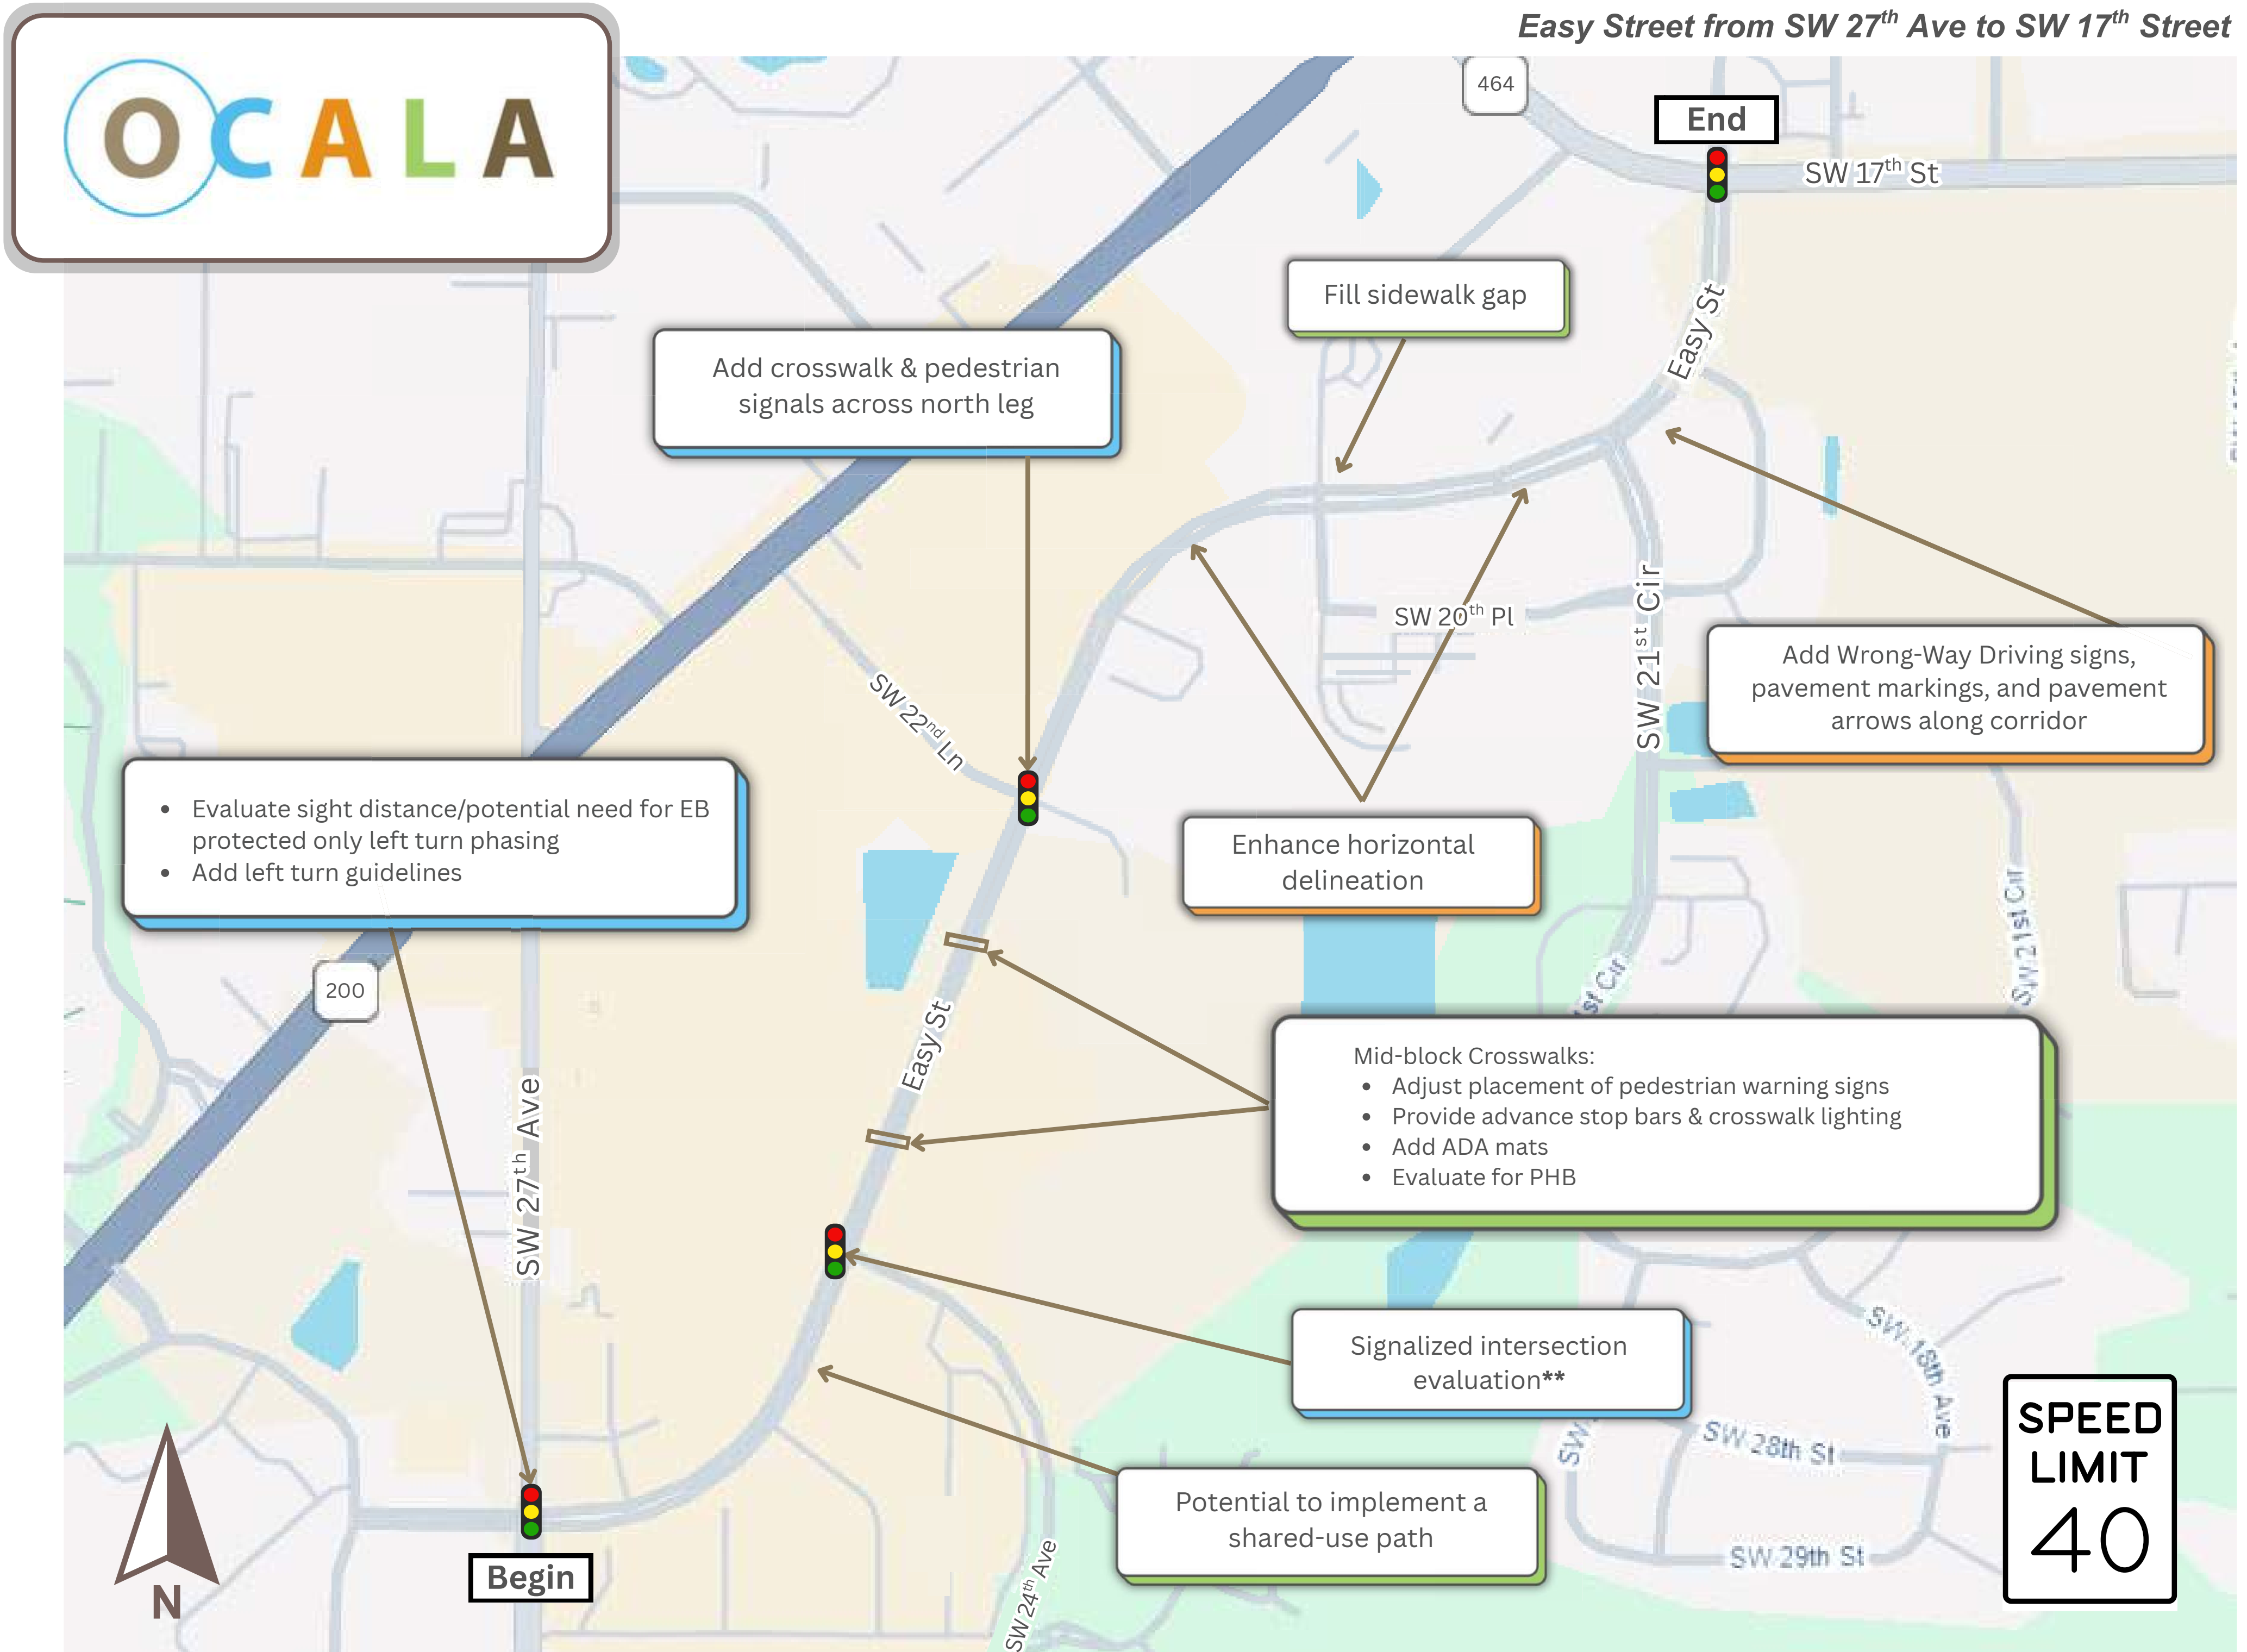 Easy Street from SW 27th Ave to SW 17th Street
OCALA
464
End
SW 17th St
Fill sidewalk gap
Easy St
Add crosswalk & pedestrian
signals across north leg
SW 20th Pl
SW 21st Cir
Add Wrong-Way Driving signs,
pavement markings, and pavement
arrows along corridor
SW 22nd Ln
• Evaluate sight distance/potential need for EB
protected only left turn phasing
• Add left turn guidelines
Enhance horizontal
delineation
200
SW 21st Cir
1st Cir
Easy St
Mid-block Crosswalks:
• Adjust placement of pedestrian warning signs
• Provide advance stop bars & crosswalk lighting
• Add ADA mats
• Evaluate for PHB
SW 27th Ave
Signalized intersection
evaluation**
SW 18th Ave
SW
SW 28th St
SPEED
LIMIT
40
Potential to implement a
shared-use path
SW 29th St
Begin
SW 24th Ave
N